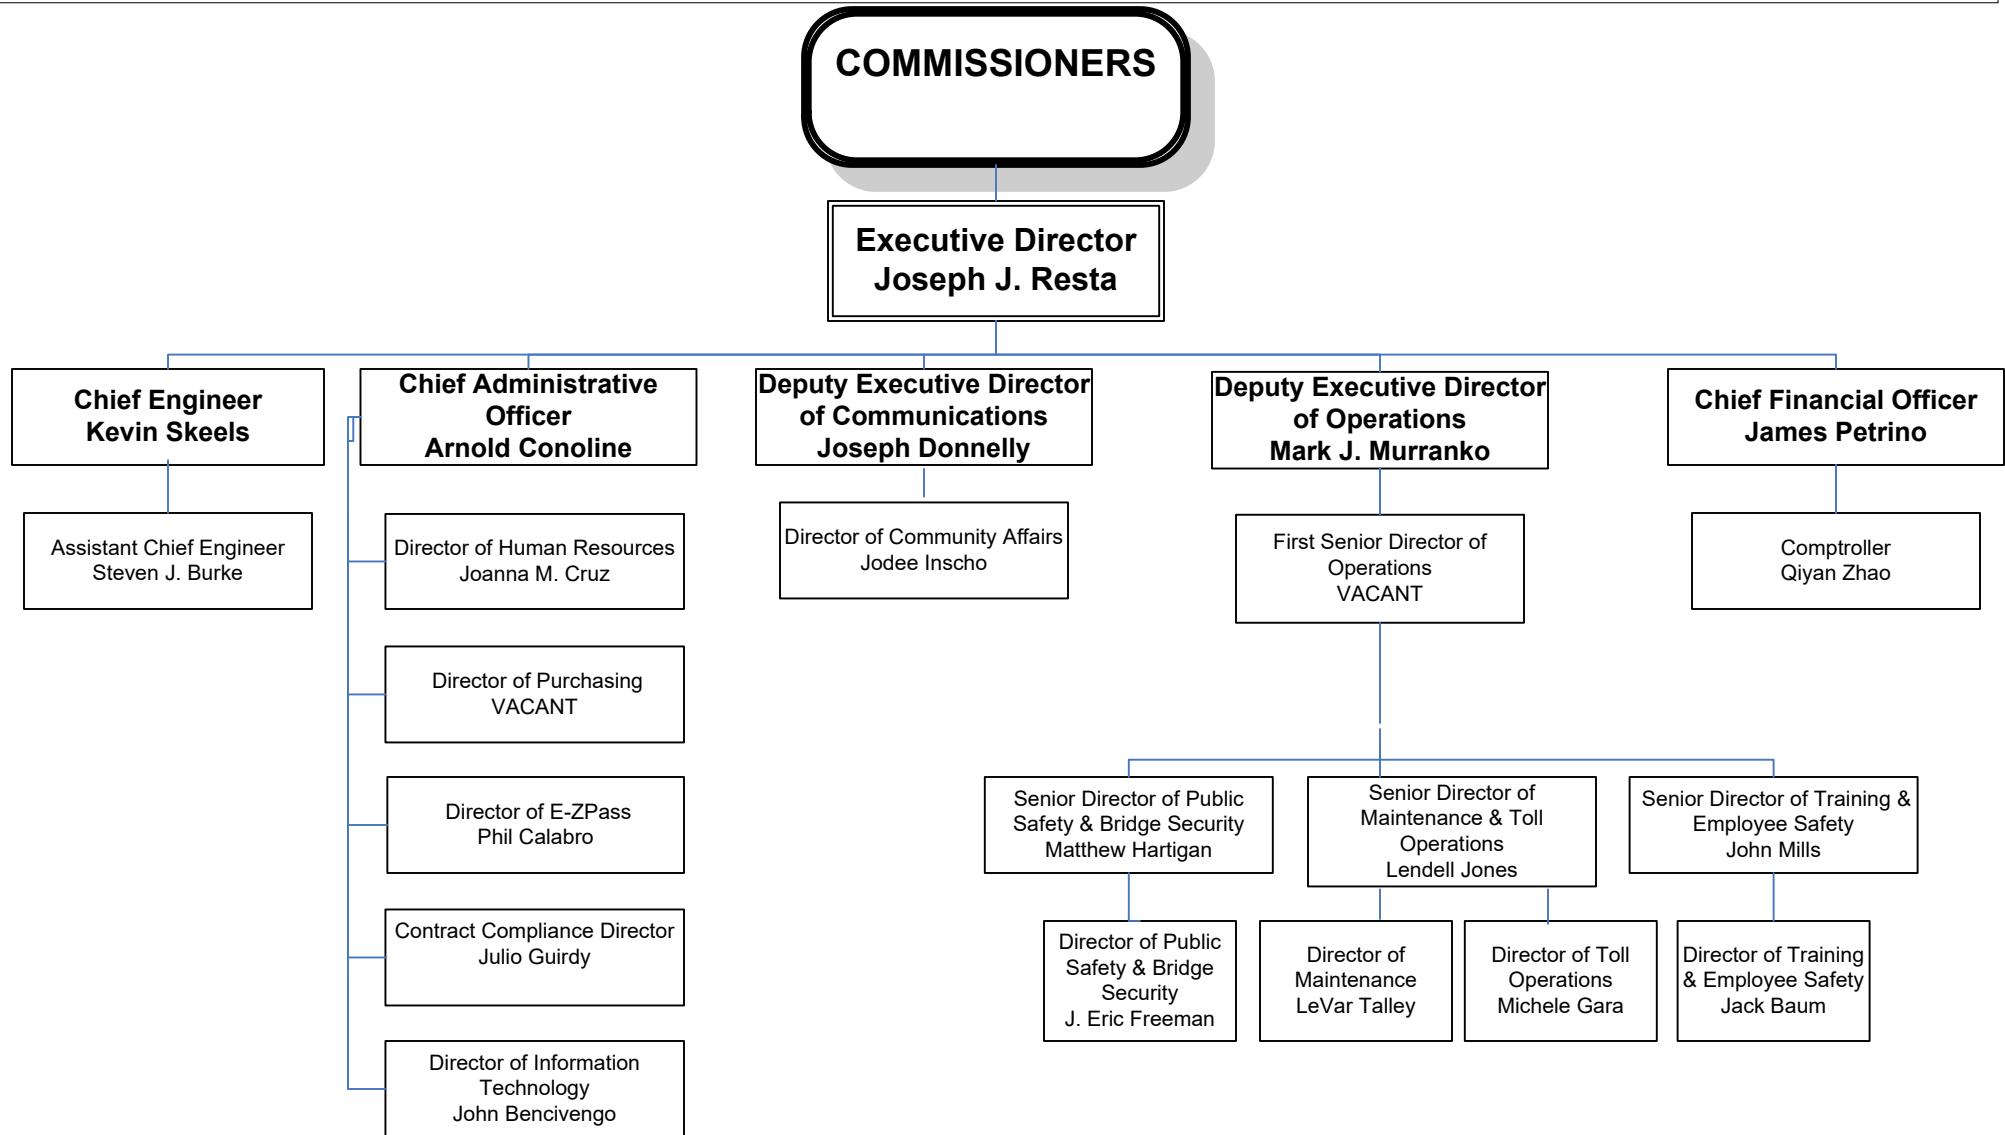 COMMISSIONERS
Executive Director
Joseph J. Resta
Chief Engineer
Kevin Skeels
Chief Administrative
Officer
Arnold Conoline
Deputy Executive Director
of Communications
Joseph Donnelly
Deputy Executive Director
of Operations
Mark J. Murranko
Chief Financial Officer
James Petrino
Assistant Chief Engineer
Steven J. Burke
Director of Human Resources
Joanna M. Cruz
Director of Community Affairs
Jodee Inscho
First Senior Director of
Operations
VACANT
Comptroller
Qiyan Zhao
Director of Purchasing
VACANT
Director of E-ZPass
Phil Calabro
Senior Director of Public
Safety & Bridge Security
Matthew Hartigan
Senior Director of
Maintenance & Toll
Operations
Lendell Jones
Senior Director of Training &
Employee Safety
John Mills
Contract Compliance Director
Julio Guirdy
Director of Public
Safety & Bridge
Security
J. Eric Freeman
Director of
Maintenance
LeVar Talley
Director of Toll
Operations
Michele Gara
Director of Training
& Employee Safety
Jack Baum
Director of Information
Technology
John Bencivengo